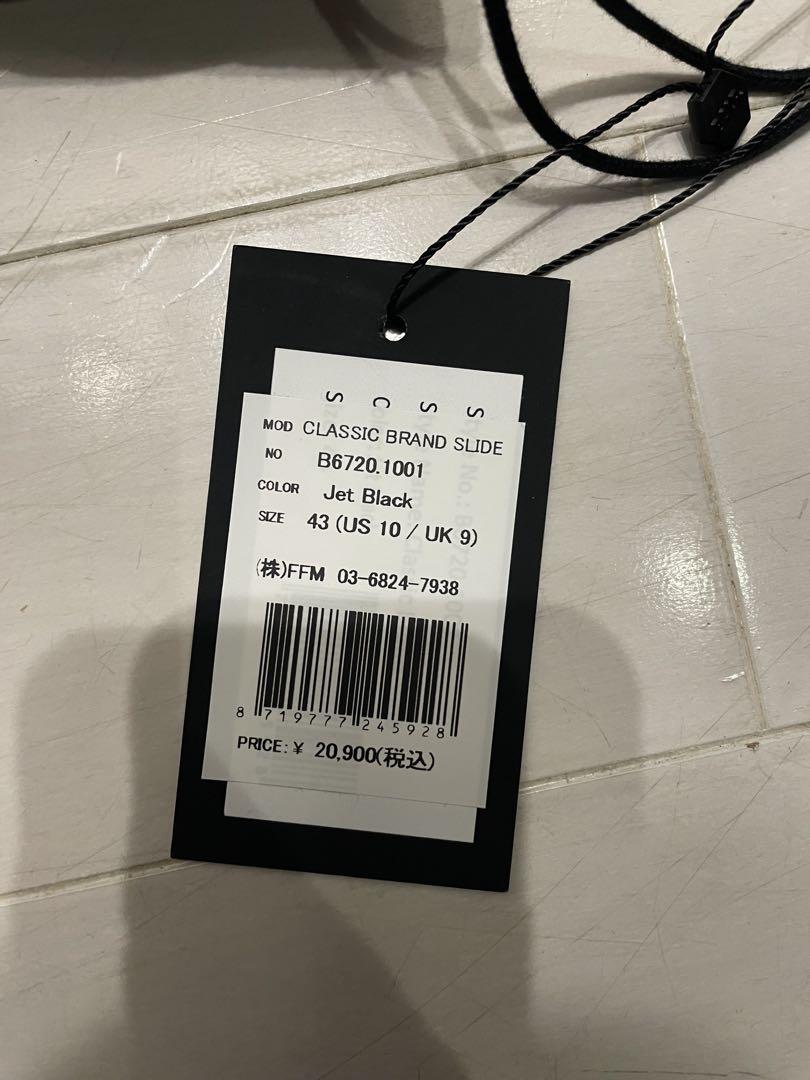 MOD CLASSIC BRAND SLIDE
NO B6720.1001
COLOR Jet Black
SIZE 43 (US 10 / UK 9)
(株)FFM 03-6824-7938
8 719777 245928
PRICE:¥ 20,900(税込)